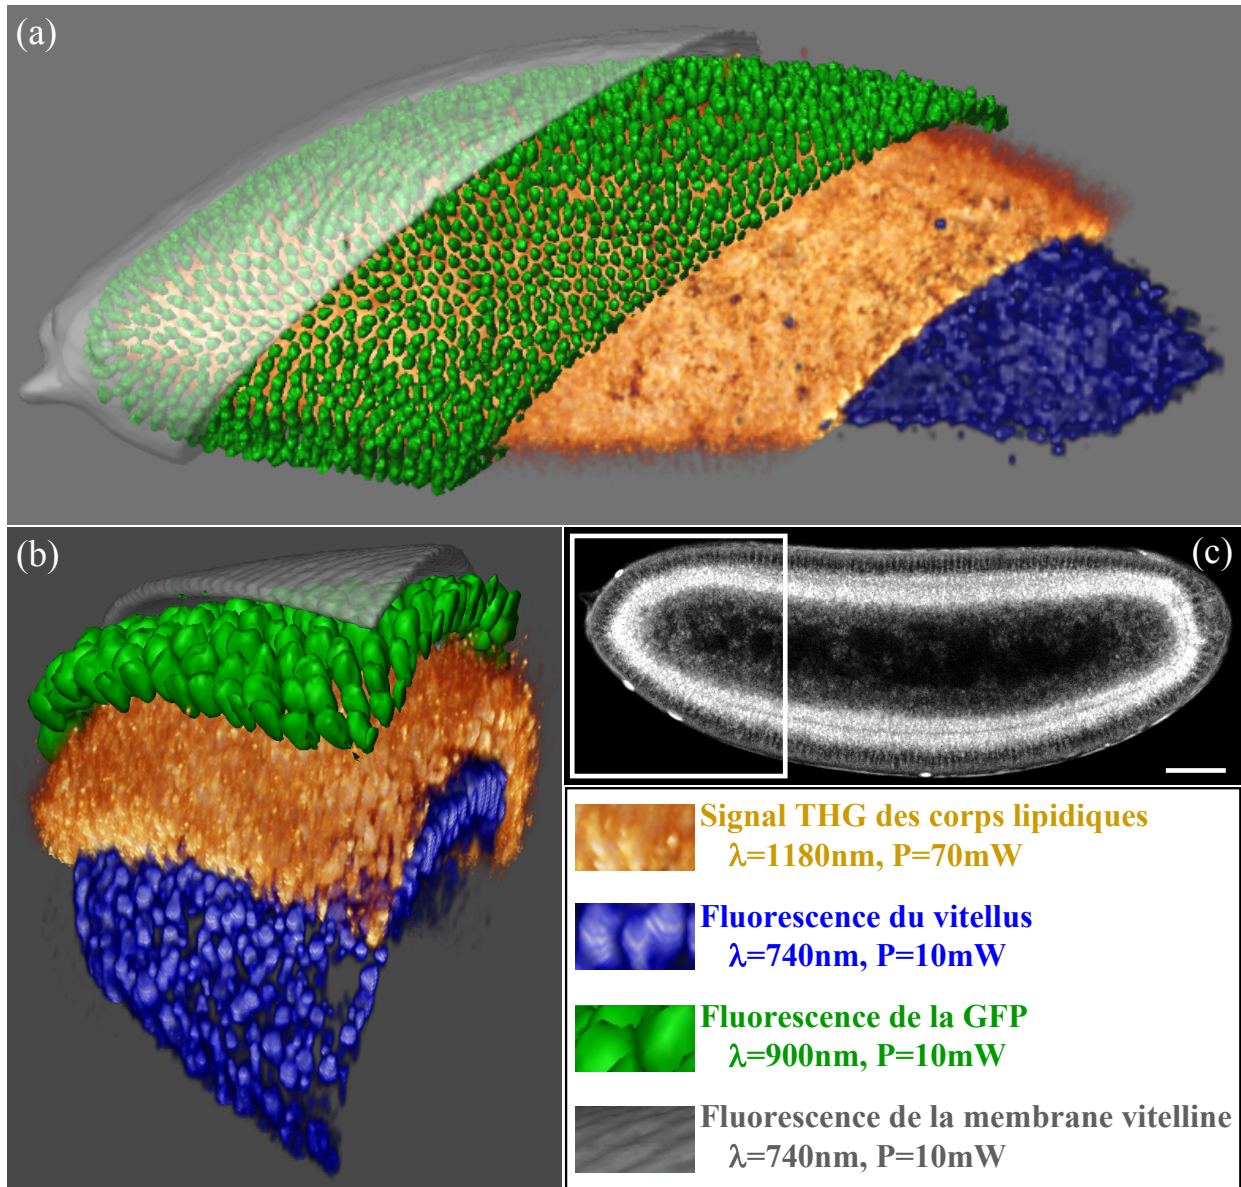 (a)
(b)
(c)
Signal THG des corps lipidiques
λ=1180nm, P=70mW
Fluorescence du vitellus
λ=740nm, P=10mW
Fluorescence de la GFP
λ=900nm, P=10mW
Fluorescence de la membrane vitelline
λ=740nm, P=10mW